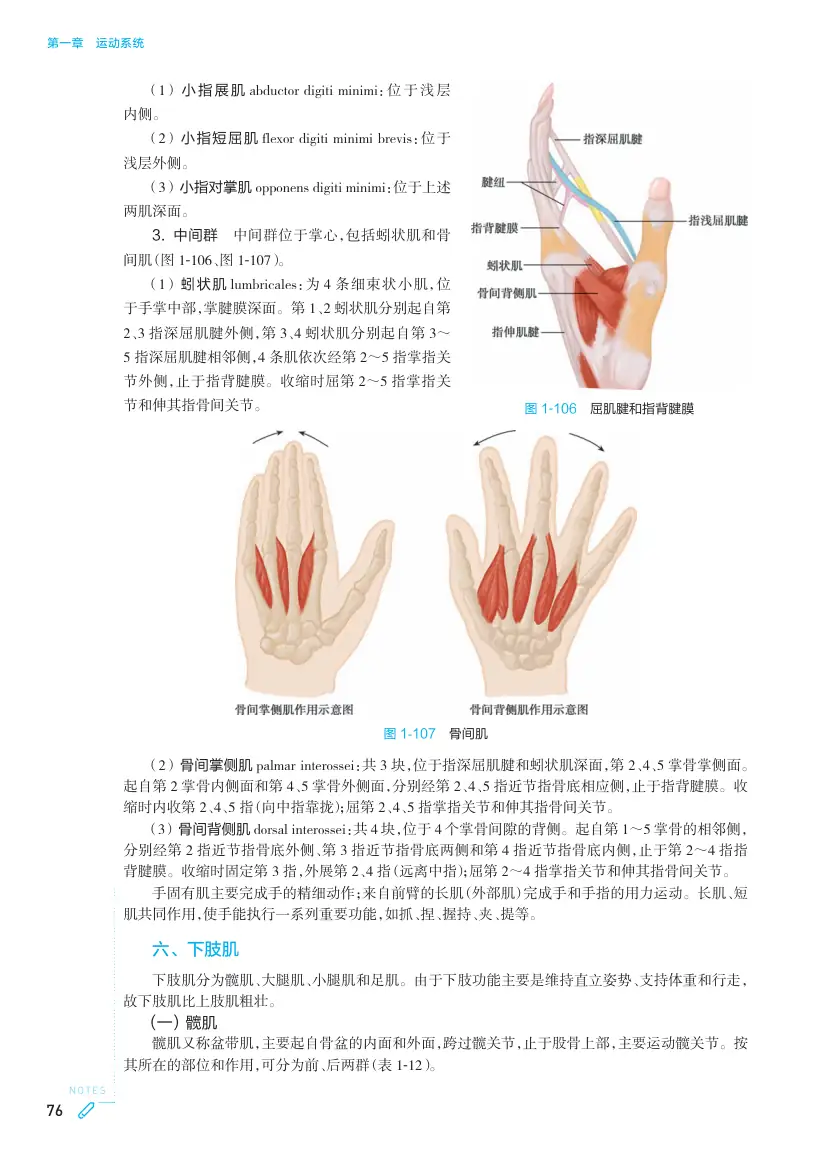 第一章 运动系统
（1）小指展肌 abductor digiti minimi：位于浅层
内侧。
（2）小指短屈肌 flexor digiti minimi brevis：位于
浅层外侧。
（3）小指对掌肌 opponens digiti minimi：位于上述
两肌深面。
3. 中间群 中间群位于掌心，包括蚓状肌和骨
间肌（图 1-106、图 1-107）。
（1）蚓状肌 lumbricales：为 4 条细束状小肌，位
于手掌中部，掌腱膜深面。第 1、2 蚓状肌分别起自第
2、3 指深屈肌腱外侧，第 3、4 蚓状肌分别起自第 3～
5 指深屈肌腱相邻侧，4 条肌依次经第 2～5 指掌指关
节外侧，止于指背腱膜。收缩时屈第 2～5 指掌指关
节和伸其指骨间关节。
指深屈肌腱
腱纽
指浅屈肌腱
指背腱膜
蚓状肌
骨间背侧肌
指伸肌腱
图 1-106 屈肌腱和指背腱膜
骨间掌侧肌作用示意图
骨间背侧肌作用示意图
图 1-107 骨间肌
（2）骨间掌侧肌 palmar interossei：共 3 块，位于指深屈肌腱和蚓状肌深面，第 2、4、5 掌骨掌侧面。
起自第 2 掌骨内侧面和第 4、5 掌骨外侧面，分别经第 2、4、5 指近节指骨底相应侧，止于指背腱膜。收
缩时内收第 2、4、5 指（向中指靠拢）；屈第 2、4、5 指掌指关节和伸其指骨间关节。
（3）骨间背侧肌 dorsal interossei：共 4 块，位于 4 个掌骨间隙的背侧。起自第 1～5 掌骨的相邻侧，
分别经第 2 指近节指骨底外侧、第 3 指近节指骨底两侧和第 4 指近节指骨底内侧，止于第 2～4 指指
背腱膜。收缩时固定第 3 指，外展第 2、4 指（远离中指）；屈第 2～4 指掌指关节和伸其指骨间关节。
手固有肌主要完成手的精细动作；来自前臂的长肌（外部肌）完成手和手指的用力运动。长肌、短
肌共同作用，使手能执行一系列重要功能，如抓、捏、握持、夹、提等。
六、下肢肌
下肢肌分为髋肌、大腿肌、小腿肌和足肌。由于下肢功能主要是维持直立姿势、支持体重和行走，
故下肢肌比上肢肌粗壮。
（一）髋肌
髋肌又称盆带肌，主要起自骨盆的内面和外面，跨过髋关节，止于股骨上部，主要运动髋关节。按
其所在的部位和作用，可分为前、后两群（表 1-12）。
NOTES
76